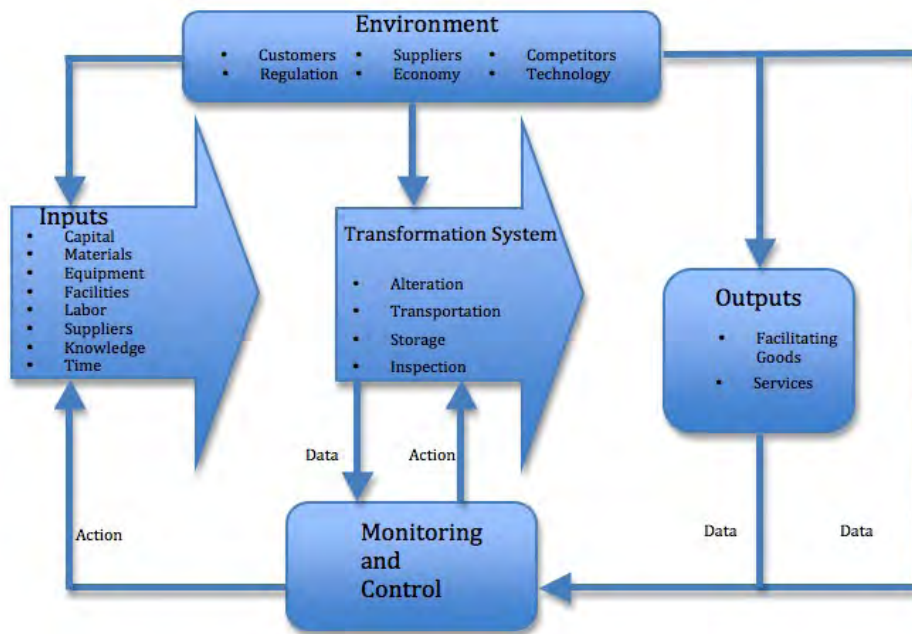 Environment
• Customers • Suppliers • Competitors
• Regulation • Economy • Technology
Inputs
• Capital
• Materials
• Equipment
• Facilities
• Labor
• Suppliers
• Knowledge
• Time
Transformation System
• Alteration
• Transportation
• Storage
• Inspection
Outputs
• Facilitating
Goods
• Services
Data
Action
Action
Data
Data
Monitoring
and
Control